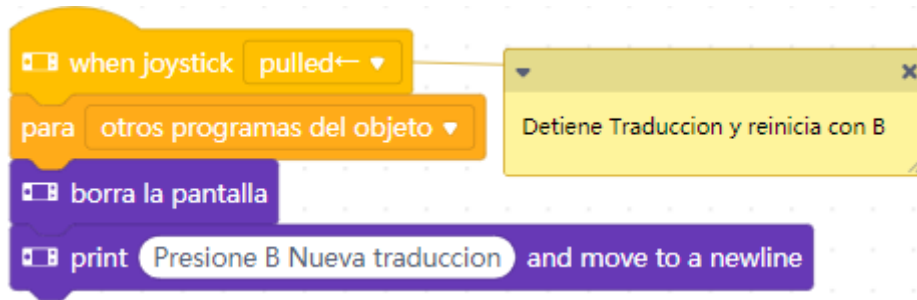 when joystick pulled←
para otros programas del objeto
Detiene Traduccion y reinicia con B
borra la pantalla
print Presione B Nueva traduccion and move to a newline